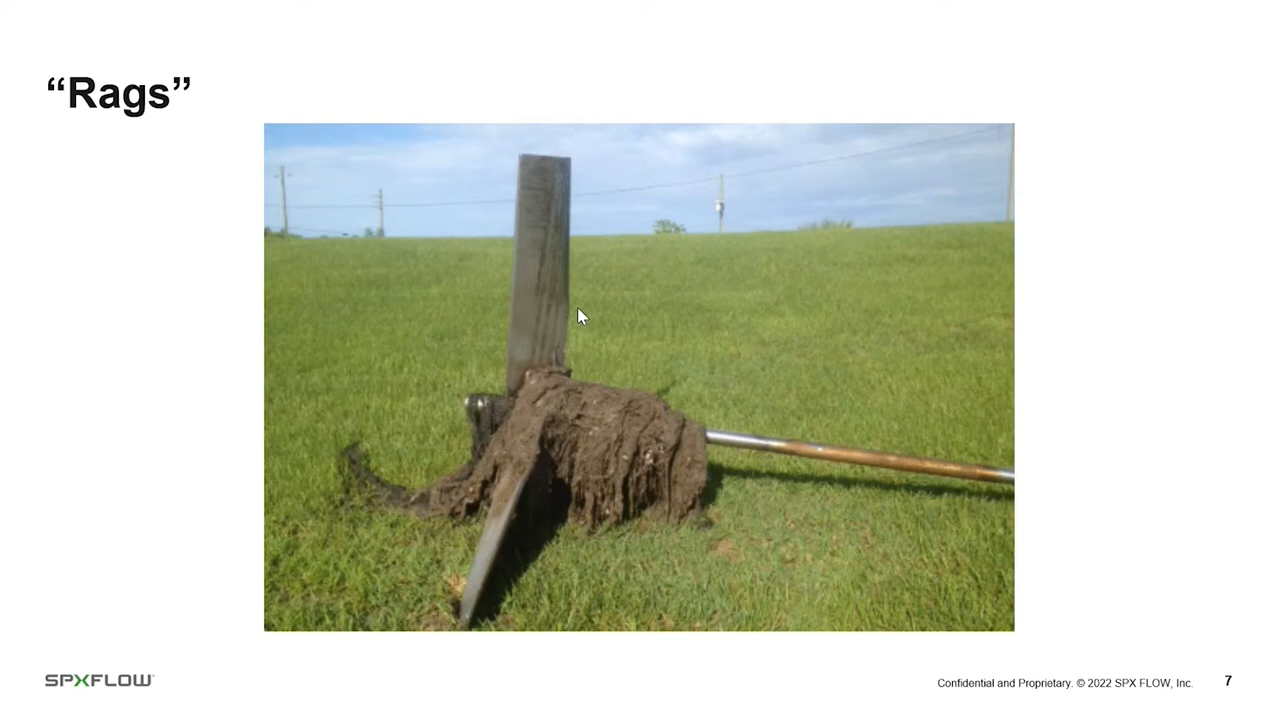 “Rags”
SPXFLOW
Confidential and Proprietary. © 2022 SPX FLOW, Inc.
7